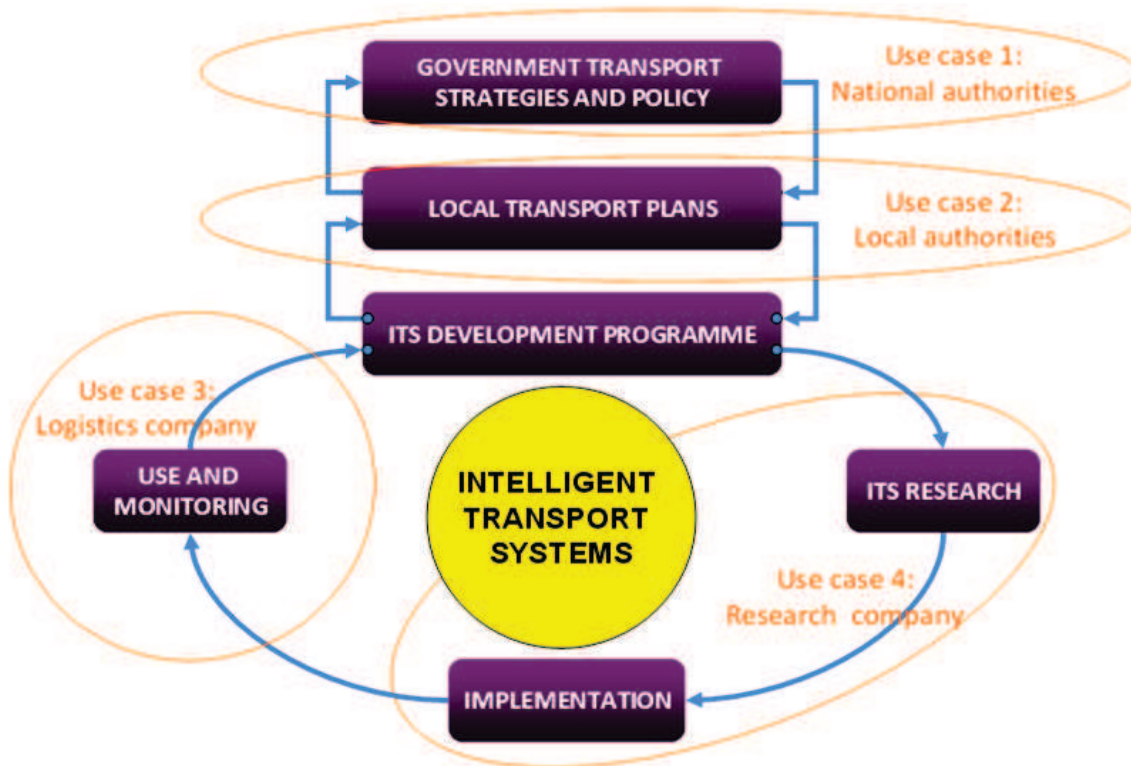 GOVERNMENT TRANSPORT
STRATEGIES AND POLICY
Use case 1:
National authorities
LOCAL TRANSPORT PLANS
Use case 2:
Local authorities
ITS DEVELOPMENT PROGRAMME
Use case 3:
Logistics company
USE AND
MONITORING
INTELLIGENT
TRANSPORT
SYSTEMS
ITS RESEARCH
Use case 4:
Research company
IMPLEMENTATION